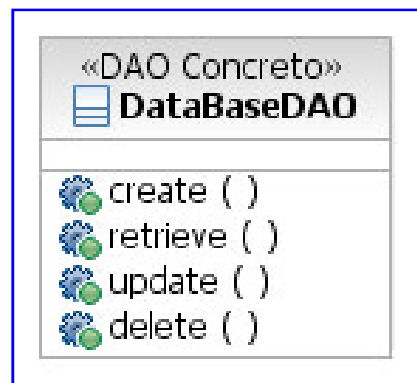 «DAO Concreto»
DataBaseDAO
create ( )
retrieve ( )
update ( )
delete ( )